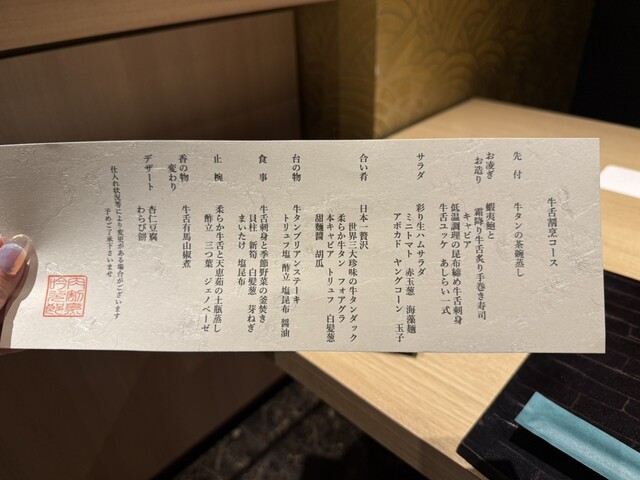 牛舌割烹コース
先付 牛タンの茶碗蒸し
お凌ぎ 蝦夷鮑と霜降り牛舌炙り手巻き寿司
お造り キャビア
低温調理の昆布締め牛舌刺身
牛舌ユッケ あしらい一式
サラダ 彩り生ハムサラダ
ミニトマト 赤玉葱 海藻麺
アボカド ヤングコーン 玉子
合い肴 日本一贅沢
世界三大珍味の牛タンダック
柔らか牛タン フォアグラ
本キャビア トリュフ 白髪葱
甜麺醤 胡瓜
台の物 牛タンブリアンステーキ
トリュフ塩 酢立 塩昆布 醤油
食事 牛舌刺身と季節野菜の釜焚き
貝柱 新筍 白髪葱 芽ねぎ
まいたけ 塩昆布
止椀 柔らか牛舌と天恵茹の土瓶蒸し
酢立 三つ葉 ジェノベーゼ
香の物
変わり 牛舌有馬山椒煮
デザート 杏仁豆腐
わらび餅
仕入れ状況等により変更がある場合がございます
予めご了承下さいませ